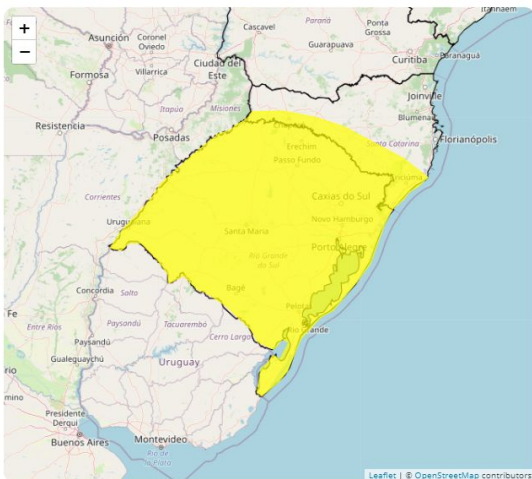 +
−
Asunción
Coronel
Oviedo
Cascavel
Paraná
Guarapuava
Ponta
Grossa
Itanhaém
Curitiba
Paranaguá
Villarrica
Ciudad del
Este
Formosa
Itapúa
Misiones
Joinville
Blumenau
Resistencia
Posadas
Florianópolis
Santa Catarina
Erechim
Passo Fundo
Criciúma
Corrientes
Caxias do Sul
Novo Hamburgo
Uruguaiana
Santa Maria
Porto Alegre
Rio Grande
do Sul
Concordia
Salto
Bagé
Pelotas
Fe
Rio Grande
Entre Ríos
Paysandú
Tacuarembó
Paysandú
Cerro Largo
Gualeguaychú
Uruguay
Presidente
Derqui
Buenos Aires
Montevideo
Río de
la Plata
Leaflet | © OpenStreetMap contributors